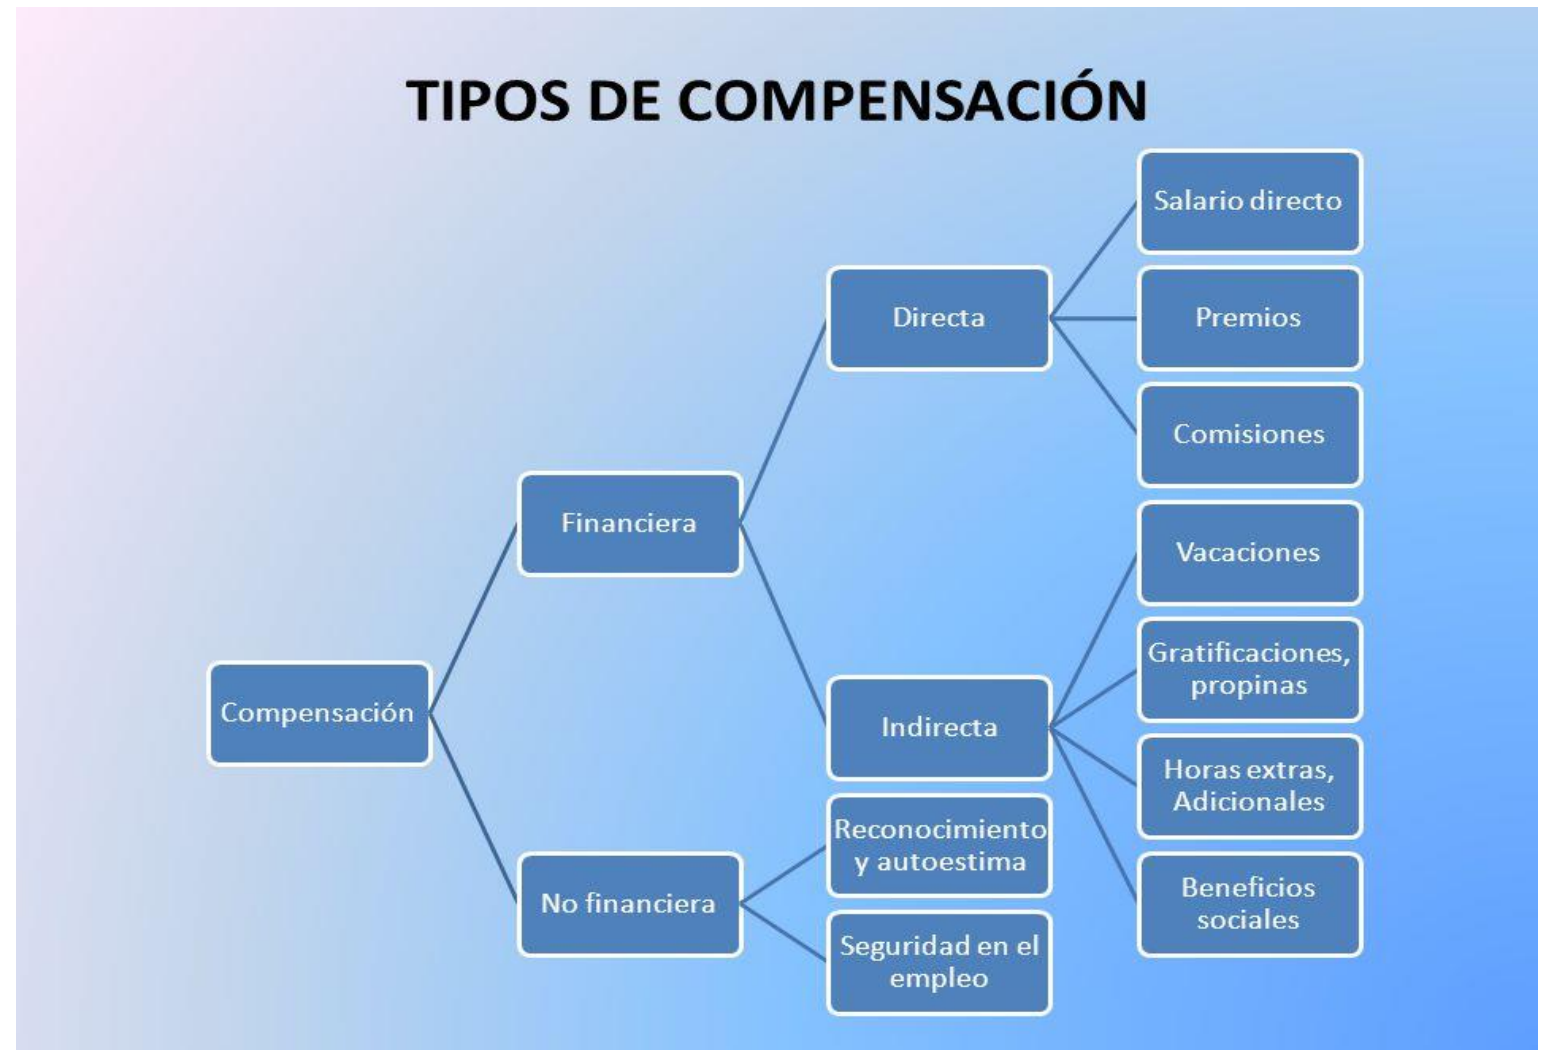 TIPOS DE COMPENSACIÓN
Compensación
Financiera
No financiera
Directa
Indirecta
Reconocimiento
y autoestima
Seguridad en el
empleo
Salario directo
Premios
Comisiones
Vacaciones
Gratificaciones,
propinas
Horas extras,
Adicionales
Beneficios
sociales